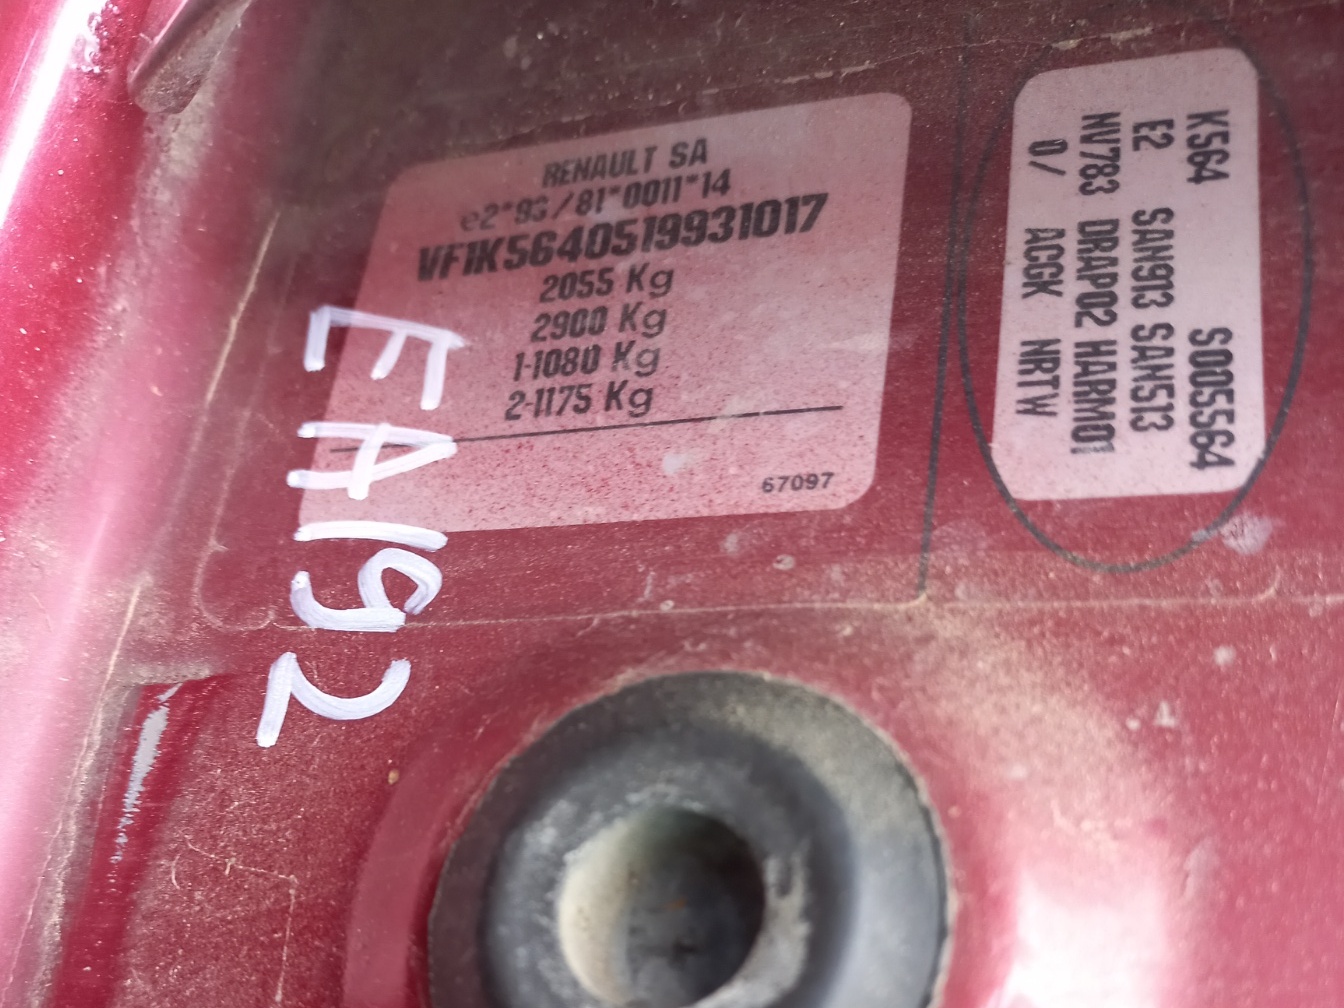 RENAULT SA
e2*93/81*0011*14
VF1K5640519931017
2055 Kg
2900 Kg
1-1080 Kg
2-1175 Kg
67097
K564 S005564
E2 SAN913 SAN513
NV783 DRAP02 HARM01
0/ ACGK NRTW
EA192